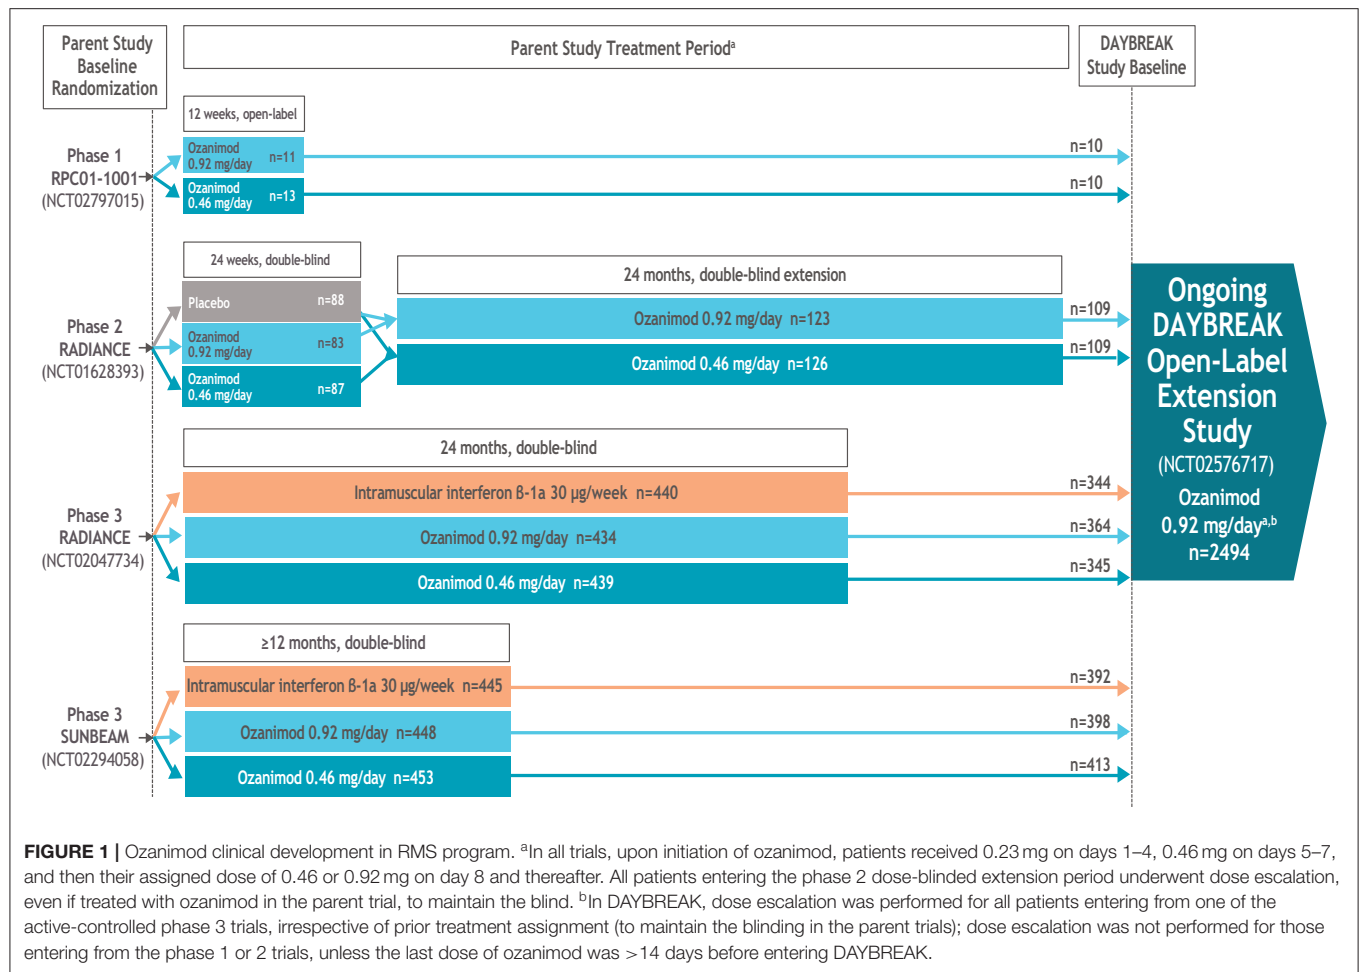 Parent Study
Baseline
Randomization
Parent Study Treatment Periodᵃ
DAYBREAK
Study Baseline
12 weeks, open-label
Phase 1
RPC01-1001
(NCT02797015)
Ozanimod
0.92 mg/day n=11
n=10
Ozanimod
0.46 mg/day n=13
n=10
24 weeks, double-blind
24 months, double-blind extension
Phase 2
RADIANCE
(NCT01628393)
Placebo n=88
Ozanimod
0.92 mg/day n=83
Ozanimod
0.46 mg/day n=87
Ozanimod 0.92 mg/day n=123
n=109
Ozanimod 0.46 mg/day n=126
n=109
24 months, double-blind
Phase 3
RADIANCE
(NCT02047734)
Intramuscular interferon ß-1a 30 µg/week n=440
n=344
Ozanimod 0.92 mg/day n=434
n=364
Ozanimod 0.46 mg/day n=439
n=345
≥12 months, double-blind
Phase 3
SUNBEAM
(NCT02294058)
Intramuscular interferon ß-1a 30 µg/week n=445
n=392
Ozanimod 0.92 mg/day n=448
n=398
Ozanimod 0.46 mg/day n=453
n=413
Ongoing
DAYBREAK
Open-Label
Extension
Study
(NCT02576717)
Ozanimod
0.92 mg/dayᵃ,ᵇ
n=2494
FIGURE 1 | Ozanimod clinical development in RMS program. ᵃIn all trials, upon initiation of ozanimod, patients received 0.23 mg on days 1–4, 0.46 mg on days 5–7,
and then their assigned dose of 0.46 or 0.92 mg on day 8 and thereafter. All patients entering the phase 2 dose-blinded extension period underwent dose escalation,
even if treated with ozanimod in the parent trial, to maintain the blind. ᵇIn DAYBREAK, dose escalation was performed for all patients entering from one of the
active-controlled phase 3 trials, irrespective of prior treatment assignment (to maintain the blinding in the parent trials); dose escalation was not performed for those
entering from the phase 1 or 2 trials, unless the last dose of ozanimod was >14 days before entering DAYBREAK.